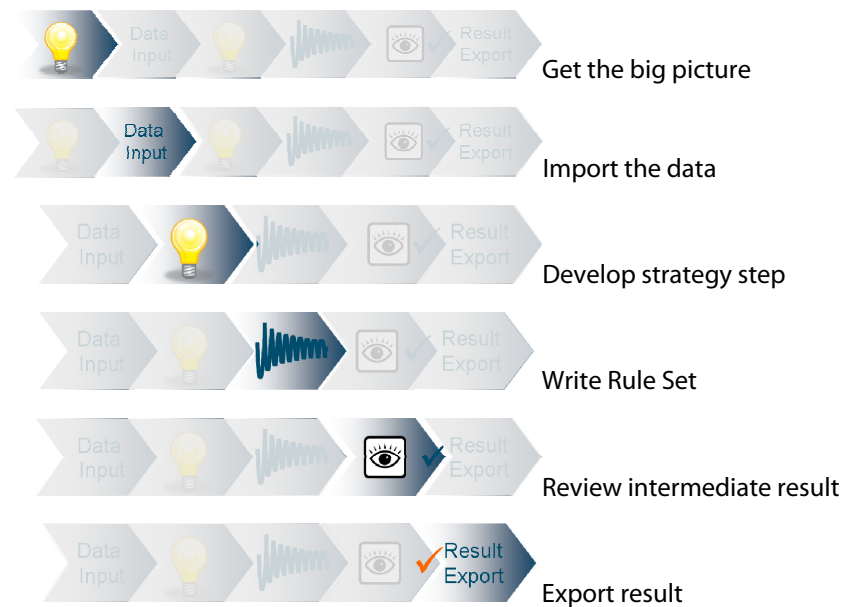 Data
Input
Result
Export
Get the big picture
Data
Input
Result
Export
Import the data
Data
Input
Result
Export
Develop strategy step
Data
Input
Result
Export
Write Rule Set
Data
Input
Result
Export
Review intermediate result
Data
Input
Result
Export
Export result